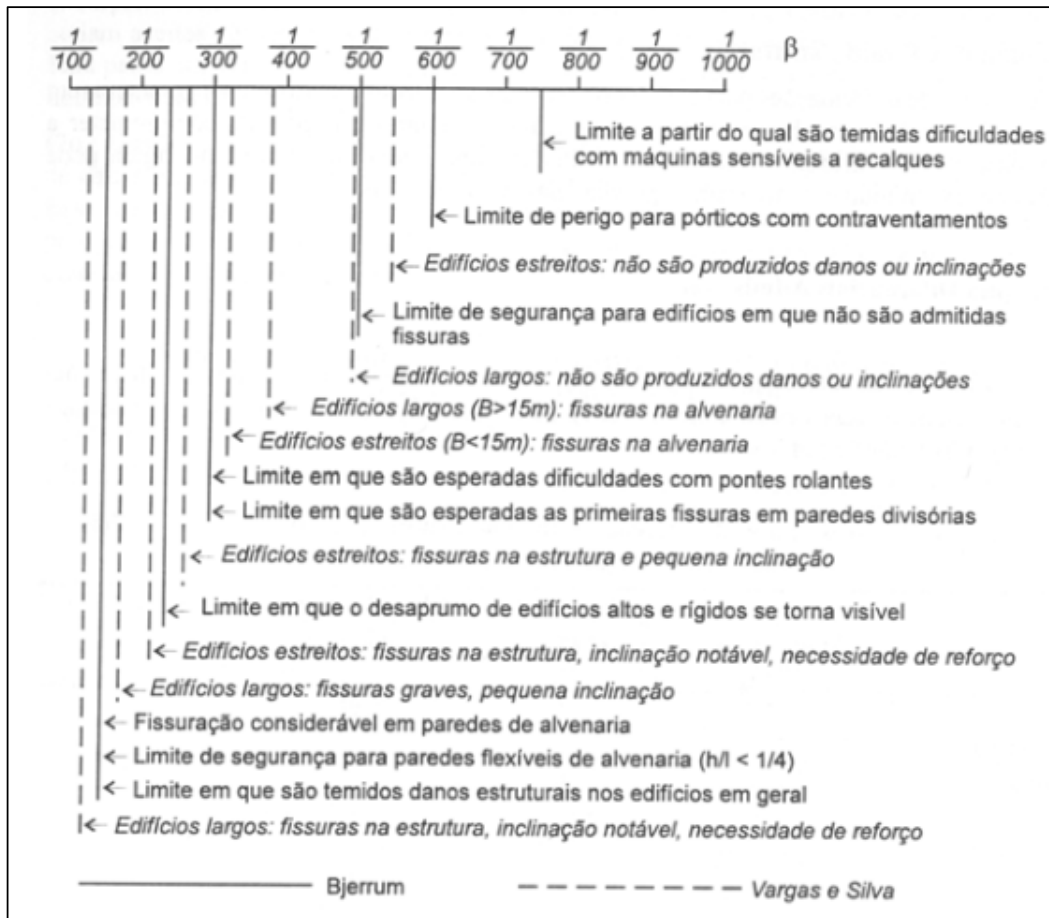 1/100 1/200 1/300 1/400 1/500 1/600 1/700 1/800 1/900 1/1000 β
Limite a partir do qual são temidas dificuldades
com máquinas sensíveis a recalques
Limite de perigo para pórticos com contraventamentos
Edifícios estreitos: não são produzidos danos ou inclinações
Limite de segurança para edifícios em que não são admitidas
fissuras
Edifícios largos: não são produzidos danos ou inclinações
Edifícios largos (B>15m): fissuras na alvenaria
Edifícios estreitos (B<15m): fissuras na alvenaria
Limite em que são esperadas dificuldades com pontes rolantes
Limite em que são esperadas as primeiras fissuras em paredes divisórias
Edifícios estreitos: fissuras na estrutura e pequena inclinação
Limite em que o desaprumo de edifícios altos e rígidos se torna visível
Edifícios estreitos: fissuras na estrutura, inclinação notável, necessidade de reforço
Edifícios largos: fissuras graves, pequena inclinação
Fissuração considerável em paredes de alvenaria
Limite de segurança para paredes flexíveis de alvenaria (h/l < 1/4)
Limite em que são temidos danos estruturais nos edifícios em geral
Edifícios largos: fissuras na estrutura, inclinação notável, necessidade de reforço
Bjerrum
Vargas e Silva